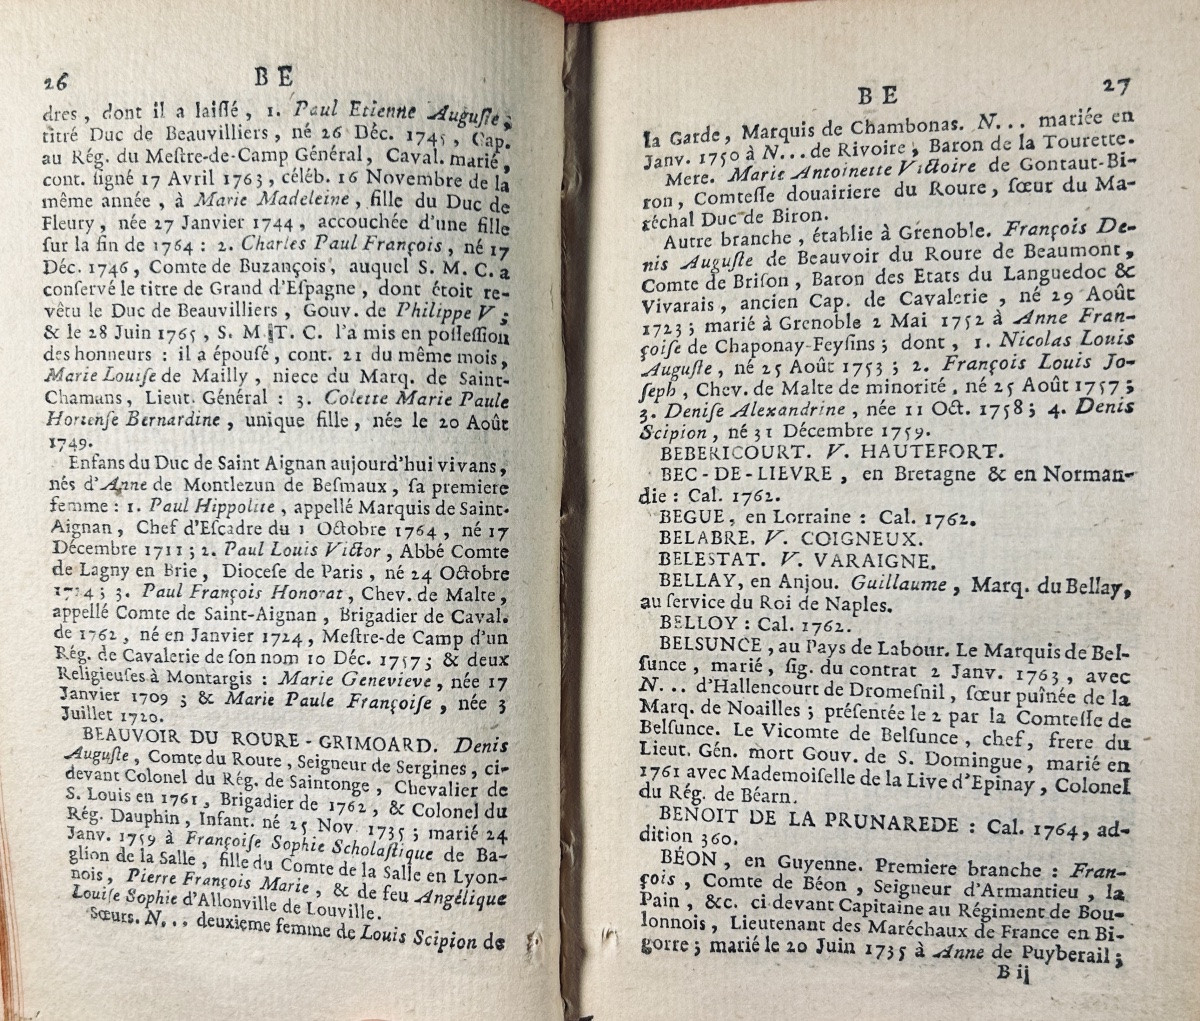 26
BE
dres, dont il a laiſſé, 1. Paul Etienne Auguſte,
titré Duc de Beauvilliers, né 26 Déc. 1745, Cap.
au Rég. du Meſtre-de-Camp Général, Caval. marié,
cont. ſigné 17 Avril 1763, céléb. 16 Novembre de la
même année, à Marie Madeleine, fille du Duc de
Fleury, née 27 Janvier 1744, accouchée d'une fille
ſur la fin de 1764 : 2. Charles Paul François, né 17
Déc. 1746, Comte de Buzançois, auquel S. M. C. a
conſervé le titre de Grand d'Eſpagne, dont étoit re-
vêtu le Duc de Beauvilliers, Gouv. de Philippe V ;
& le 28 Juin 1765, S. M. T. C. l'a mis en poſſeſſion
des honneurs : il a épouſé, cont. 21 du même mois,
Marie Louiſe de Mailly, niece du Marq. de Saint-
Chamans, Lieut. Général : 3. Colette Marie Paule
Hortenſe Bernardine, unique fille, née le 20 Août
1749.
Enfans du Duc de Saint Aignan aujourd'hui vivans,
nés d'Anne de Montlezun de Beſmaux, ſa premiere
femme : 1. Paul Hippolite, appellé Marquis de Saint-
Aignan, Chef d'Eſcadre du 1 Octobre 1764, né 17
Décembre 1711 ; 2. Paul Louis Victor, Abbé Comte
de Lagny en Brie, Dioceſe de Paris, né 24 Octobre
17 4 ; 3. Paul François Honorat, Chev. de Malte,
appellé Comte de Saint-Aignan, Brigadier de Caval.
de 1762, né en Janvier 1724, Meſtre-de Camp d'un
Rég. de Cavalerie de ſon nom 10 Déc. 1757 ; & deux
Religieuſes à Montargis : Marie Genevieve, née 17
Janvier 1709 ; & Marie Paule Françoiſe, née 3
Juillet 1720.
BEAUVOIR DU ROURE-GRIMOARD. Denis
Auguſte, Comte du Roure, Seigneur de Sergines, ci-
devant Colonel du Rég. de Saintonge, Chevalier de
S. Louis en 1761, Brigadier de 1762, & Colonel du
Rég. Dauphin, Infant. né 25 Nov. 1735 ; marié 24
Janv. 1759 à Françoiſe Sophie Scholaſtique de Ba-
glion de la Salle, fille du Comte de la Salle en Lyon-
nois, Pierre François Marie, & de feu Angélique
Louiſe Sophie d'Allonville de Louville.
Sœurs. N... deuxieme femme de Louis Scipion de
27
BE
la Garde, Marquis de Chambonas. N... mariée en
Janv. 1750 à N... de Rivoire, Baron de la Tourette.
Mere. Marie Antoinette Victoire de Gontaut-Bi-
ron, Comteſſe douairiere du Roure, ſœur du Ma-
réchal Duc de Biron.
Autre branche, établie à Grenoble. François De-
nis Auguſte de Beauvoir du Roure de Beaumont,
Comte de Briſon, Baron des Etats du Languedoc &
Vivarais, ancien Cap. de Cavalerie, né 29 Août
1723 ; marié à Grenoble 2 Mai 1752 à Anne Fran-
çoiſe de Chaponay-Feyſins ; dont, 1. Nicolas Louis
Auguſte, né 25 Août 1753 ; 2. François Louis Jo-
ſeph, Chev. de Malte de minorité, né 25 Août 1757 ;
3. Deniſe Alexandrine, née 11 Oct. 1758 ; 4. Denis
Scipion, né 31 Décembre 1759.
BEBERICOURT. V. HAUTEFORT.
BEC-DE-LIEVRE, en Bretagne & en Norman-
die : Cal. 1762.
BEGUE, en Lorraine : Cal. 1762.
BELABRE. V. COIGNEUX.
BELESTAT. V. VARAIGNE.
BELLAY, en Anjou. Guillaume, Marq. du Bellay,
au ſervice du Roi de Naples.
BELLOY : Cal. 1762.
BELSUNCE, au Pays de Labour. Le Marquis de Bel-
ſunce, marié, ſig. du contrat 2 Janv. 1763, avec
N... d'Hallencourt de Dromeſnil, ſœur puînée de la
Marq. de Noailles ; préſentée le 2 par la Comteſſe de
Belſunce. Le Vicomte de Belſunce, chef, frere du
Lieut. Gén. mort Gouv. de S. Domingue, marié en
1761 avec Mademoiſelle de la Live d'Epinay, Colonel
du Rég. de Béarn.
BENOIT DE LA PRUNAREDE : Cal. 1764, ad-
dition 360.
BÉON, en Guyenne. Premiere branche : Fran-
çois, Comte de Béon, Seigneur d'Armantieu, la
Pain, &c. ci-devant Capitaine au Régiment de Bou-
lonnois, Lieutenant des Maréchaux de France en Bi-
gorre ; marié le 20 Juin 1735 à Anne de Puyberail ;
B ij